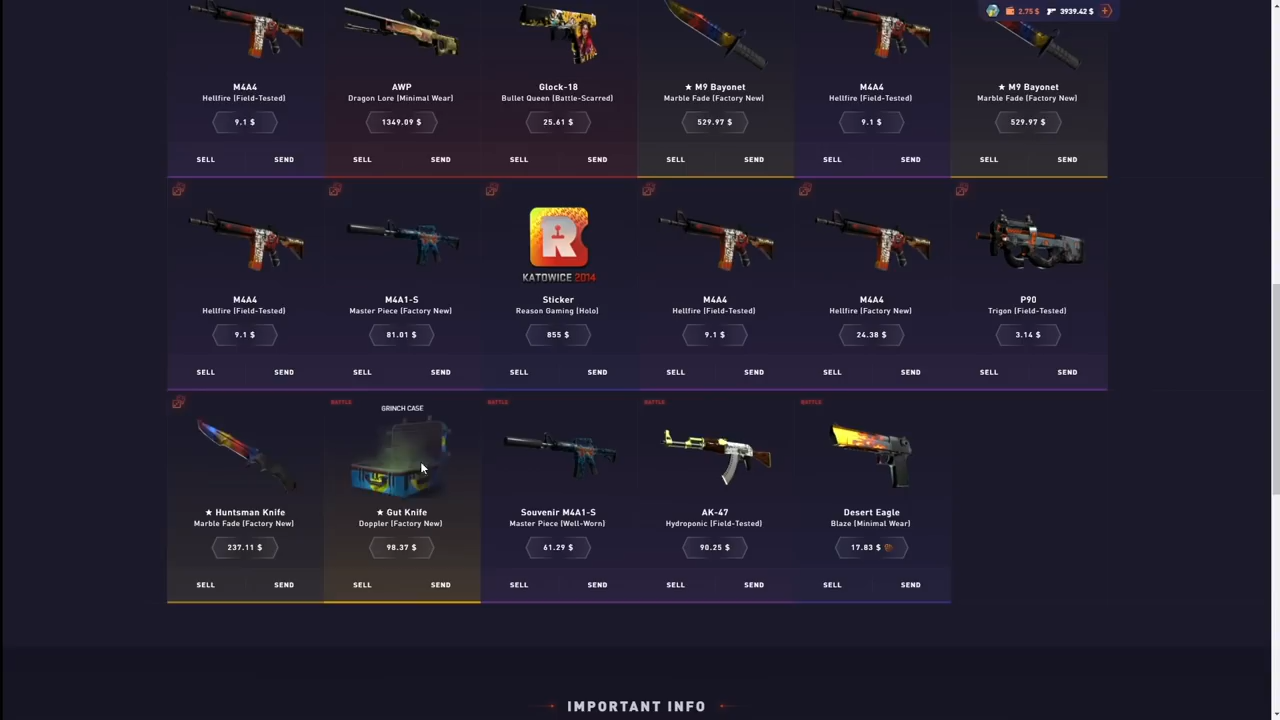 2.75 $ 3939.42 $
M4A4
Hellfire (Field-Tested)
9.1 $
SELL SEND
AWP
Dragon Lore (Minimal Wear)
1349.09 $
SELL SEND
Glock-18
Bullet Queen (Battle-Scarred)
25.61 $
SELL SEND
★ M9 Bayonet
Marble Fade (Factory New)
529.97 $
SELL SEND
M4A4
Hellfire (Field-Tested)
9.1 $
SELL SEND
★ M9 Bayonet
Marble Fade (Factory New)
529.97 $
SELL SEND
M4A4
Hellfire (Field-Tested)
9.1 $
SELL SEND
M4A1-S
Master Piece (Factory New)
81.01 $
SELL SEND
R
KATOWICE 2014
Sticker
Reason Gaming (Holo)
855 $
SELL SEND
M4A4
Hellfire (Field-Tested)
9.1 $
SELL SEND
M4A4
Hellfire (Factory New)
24.38 $
SELL SEND
P90
Trigon (Field-Tested)
3.14 $
SELL SEND
★ Huntsman Knife
Marble Fade (Factory New)
237.11 $
SELL SEND
BATTLE
GRINCH CASE
★ Gut Knife
Doppler (Factory New)
98.37 $
SELL SEND
BATTLE
Souvenir M4A1-S
Master Piece (Well-Worn)
61.29 $
SELL SEND
BATTLE
AK-47
Hydroponic (Field-Tested)
90.25 $
SELL SEND
BATTLE
Desert Eagle
Blaze (Minimal Wear)
17.83 $
SELL SEND
IMPORTANT INFO